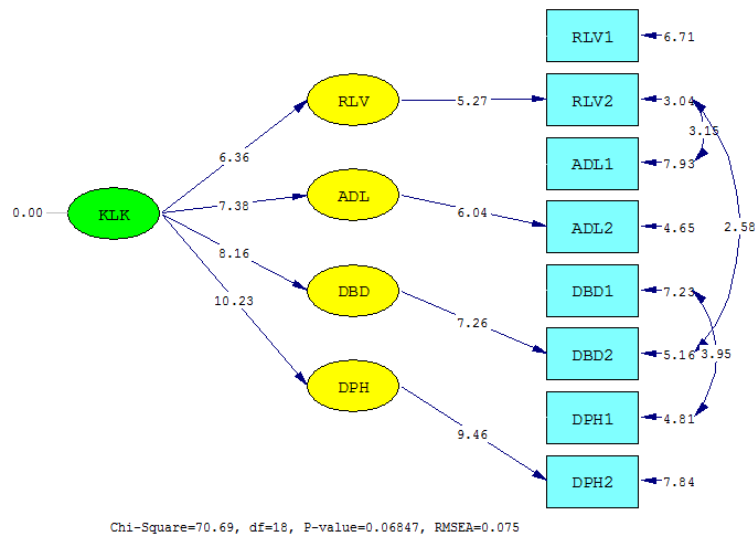 RLV1
6.71
RLV
5.27
RLV2
3.04
3.15
6.36
ADL1
7.93
0.00
KLK
7.38
ADL
6.04
ADL2
4.65
2.58
8.16
10.23
DBD
7.26
DBD1
7.23
DBD2
5.16
3.95
DPH
9.46
DPH1
4.81
DPH2
7.84
Chi-Square=70.69, df=18, P-value=0.06847, RMSEA=0.075